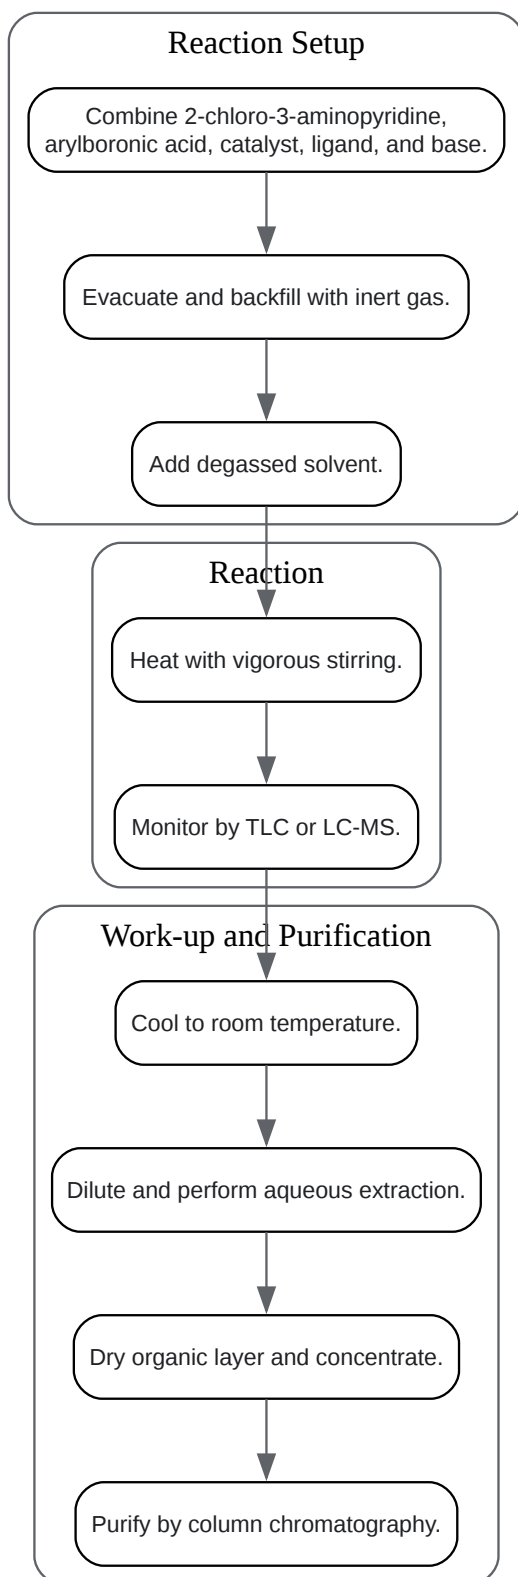 Reaction Setup
Combine 2-chloro-3-aminopyridine,
arylboronic acid, catalyst, ligand, and base.
Evacuate and backfill with inert gas.
Add degassed solvent.
Reaction
Heat with vigorous stirring.
Monitor by TLC or LC-MS.
Work-up and Purification
Cool to room temperature.
Dilute and perform aqueous extraction.
Dry organic layer and concentrate.
Purify by column chromatography.